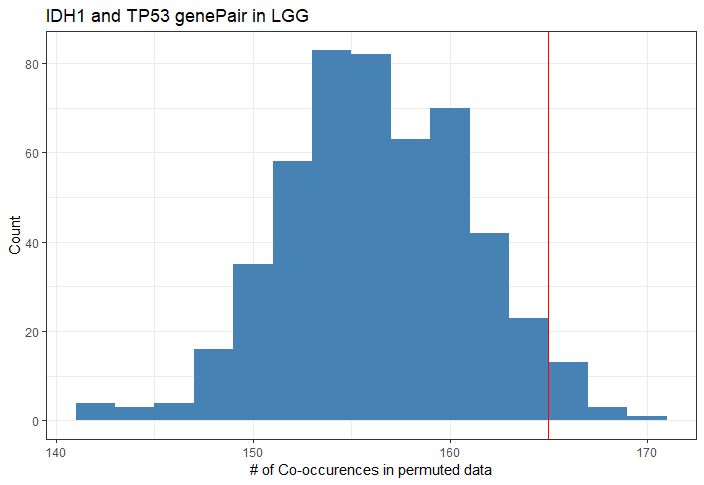 IDH1 and TP53 genePair in LGG
Count
80
60
40
20
0
140 150 160 170
# of Co-occurences in permuted data